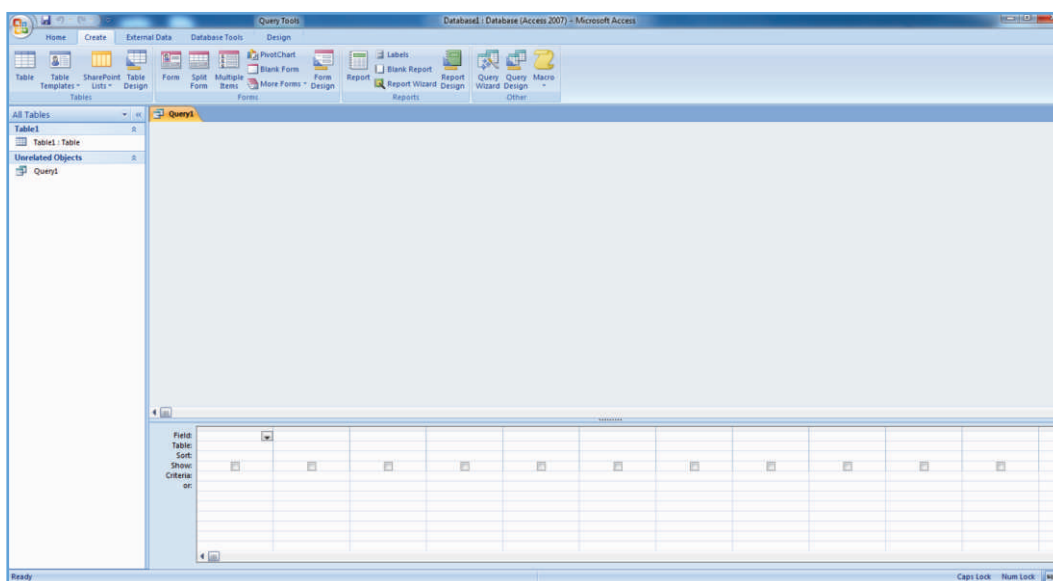 Query Tools
Database1 : Database (Access 2007) - Microsoft Access
Home Create External Data Database Tools Design
Table
Table Templates
SharePoint Lists
Table Design
Tables
Form
Split Form
Multiple Items
PivotChart
Blank Form
More Forms
Form Design
Forms
Report
Labels
Blank Report
Report Wizard
Report Design
Reports
Query Wizard
Query Design
Macro
Other
All Tables
Query1
Table1
Table1 : Table
Unrelated Objects
Query1
Field:
Table:
Sort:
Show:
Criteria:
or:
Ready
Caps Lock Num Lock